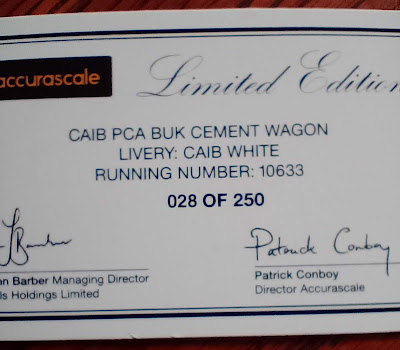 accurascale
Limited Edition
CAIB PCA BUK CEMENT WAGON
LIVERY: CAIB WHITE
RUNNING NUMBER: 10633
028 OF 250
Patrick Conboy
Barber Managing Director
Patrick Conboy
Holdings Limited
Director Accurascale